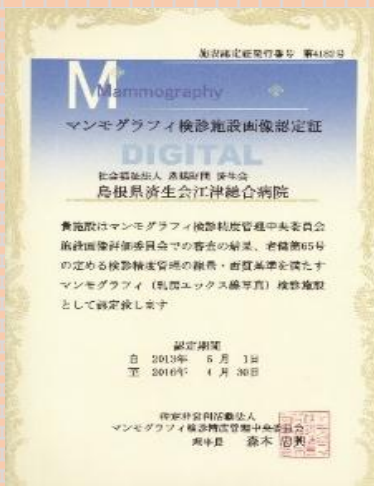 施設認定証発行番号 第4182号
Mammography
マンモグラフィ検診施設画像認定証
DIGITAL
社会福祉法人 恩賜財団 済生会
島根県済生会江津総合病院
貴施設はマンモグラフィ検診精度管理中央委員会
施設画像評価委員会での審査の結果、老健第65号
の定める検診精度管理の線量・画質基準を満たす
マンモグラフィ(乳房エックス線写真)検診施設
として認定致します
認定期間
自 2013年 5月 1日
至 2016年 4月 30日
特定非営利活動法人
マンモグラフィ検診精度管理中央委員会
理事長 森本 忠興